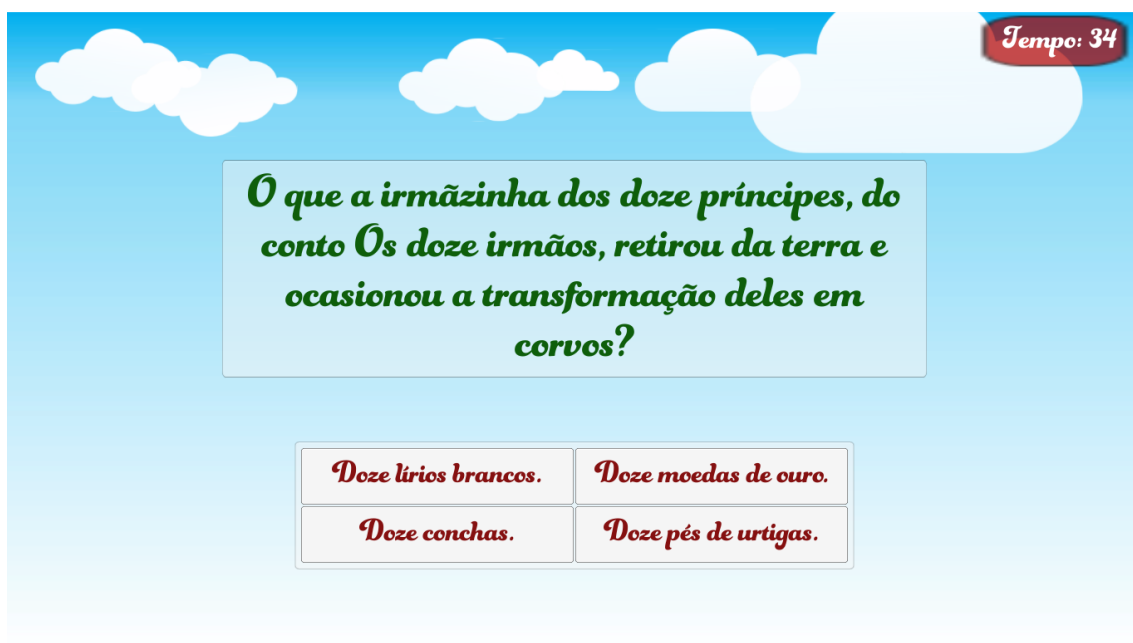 Tempo: 34
O que a irmãzinha dos doze príncipes, do
conto Os doze irmãos, retirou da terra e
ocasionou a transformação deles em
corvos?
Doze lírios brancos.
Doze moedas de ouro.
Doze conchas.
Doze pés de urtigas.